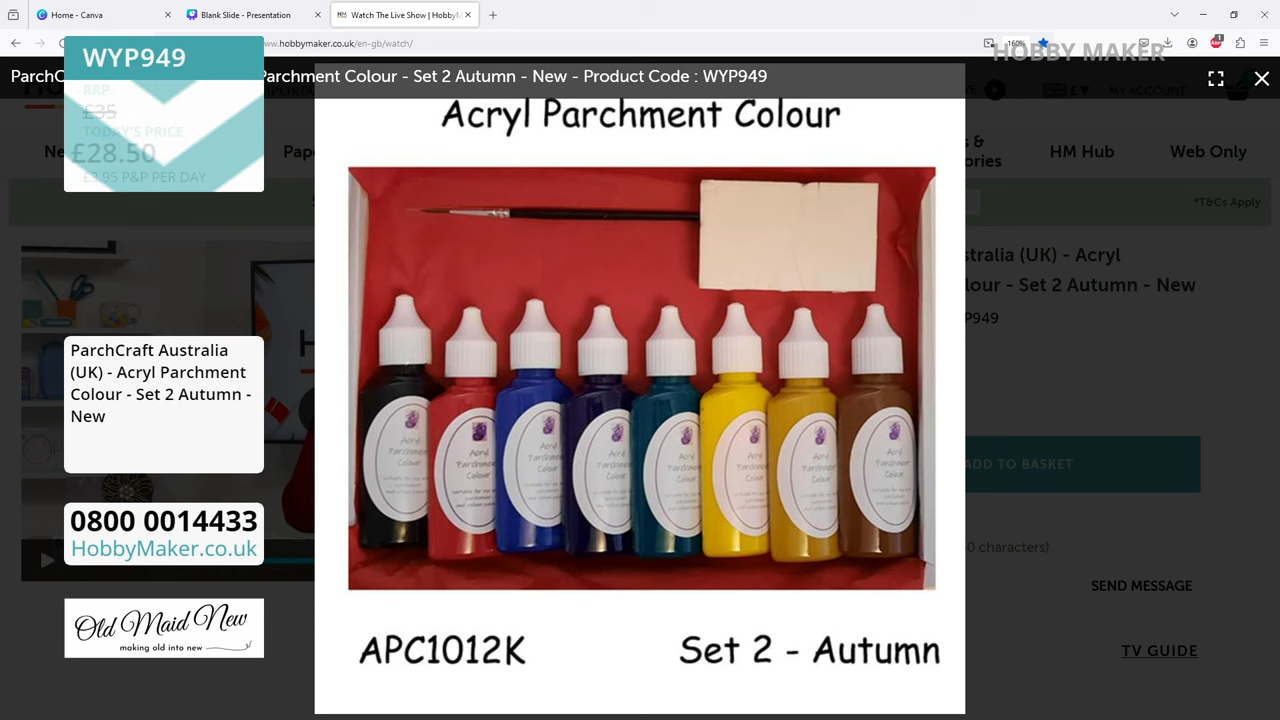 Home - Canva
Blank Slide - Presentation
Watch The Live Show | Hobby
www.hobbymaker.co.uk/en-gb/watch/
160%
HOBBY MAKER
WYP949
Parchment Colour - Set 2 Autumn - New - Product Code : WYP949
RRP
£35
TODAY'S PRICE
£28.50
£3.95 P&P PER DAY
MY ACCOUNT
HM Hub
Web Only
*T&Cs Apply
Acryl Parchment Colour
(UK) - Acryl
- Set 2 Autumn - New
ParchCraft Australia
(UK) - Acryl Parchment
Colour - Set 2 Autumn -
New
Acryl
Parchment
Colour
ADD TO BASKET
0800 0014433
HobbyMaker.co.uk
characters)
SEND MESSAGE
Old Maid New
making old into new
APC1012K
Set 2 - Autumn
TV GUIDE